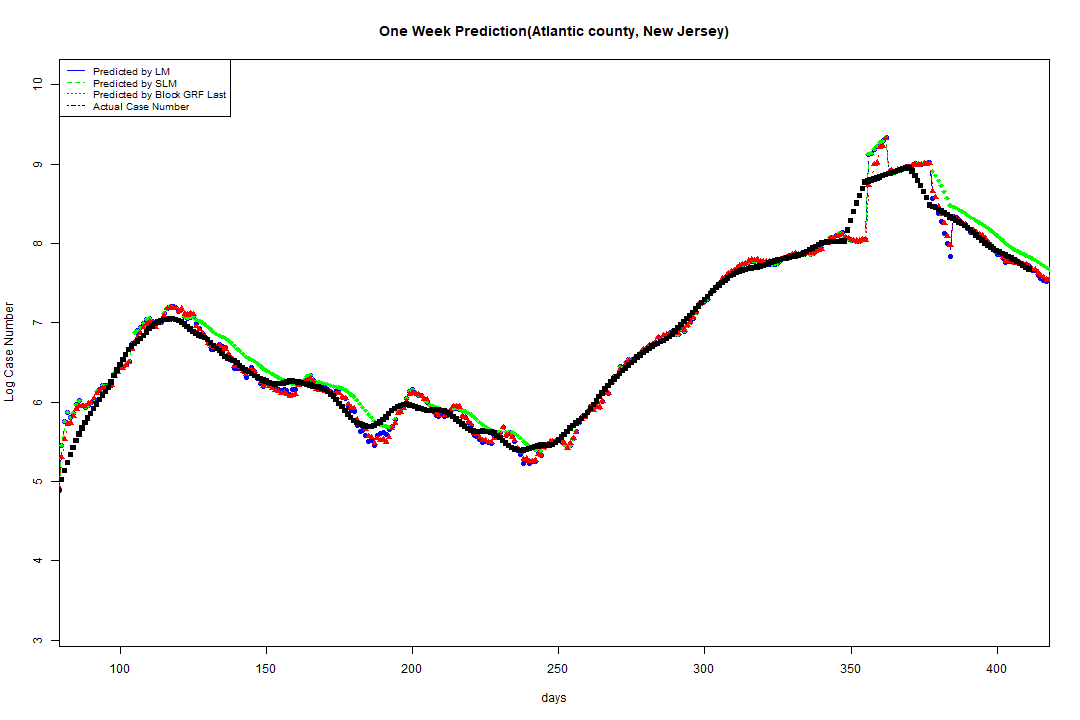 One Week Prediction(Atlantic county, New Jersey)
Predicted by LM
Predicted by SLM
Predicted by Block GRF Last
Actual Case Number
10
9
8
7
6
5
4
3
Log Case Number
100 150 200 250 300 350 400
days